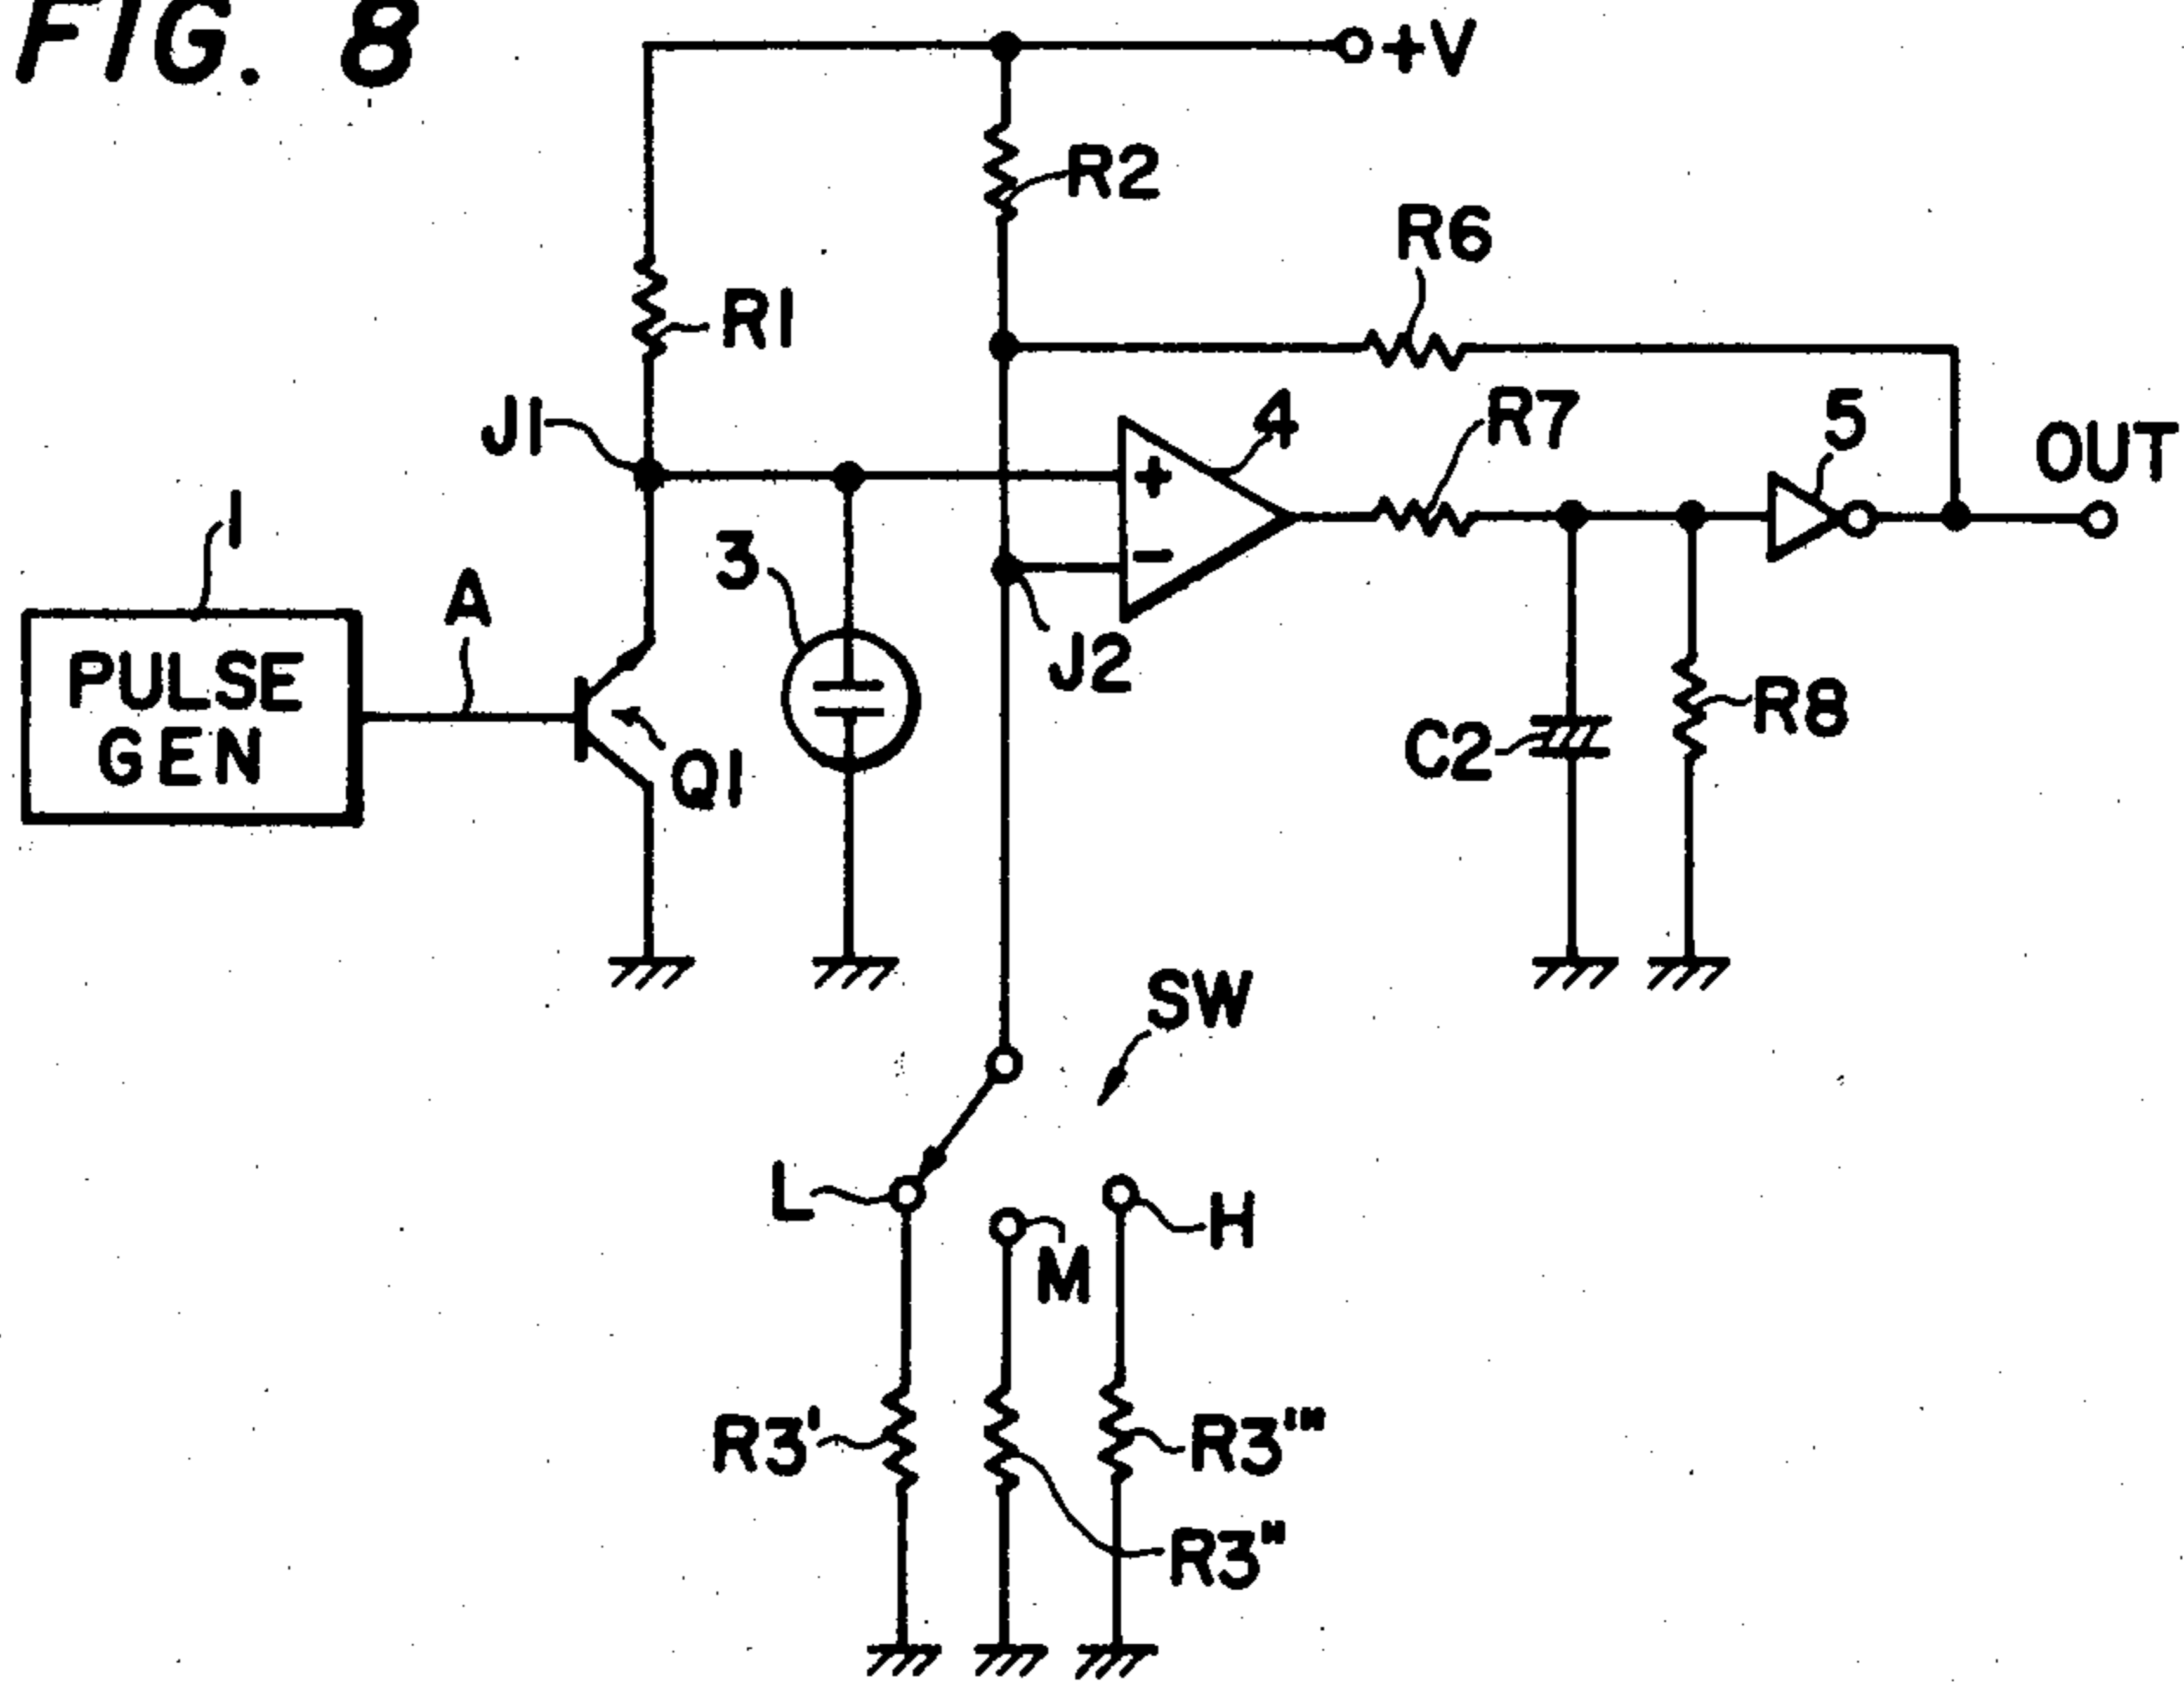 FIG. 8
+V
R2
R6
R1
J1
4
R7
5
OUT
1
A
3
+
-
J2
PULSE
GEN
Q1
C2
R8
SW
L
M
H
R3'
R3'''
R3''